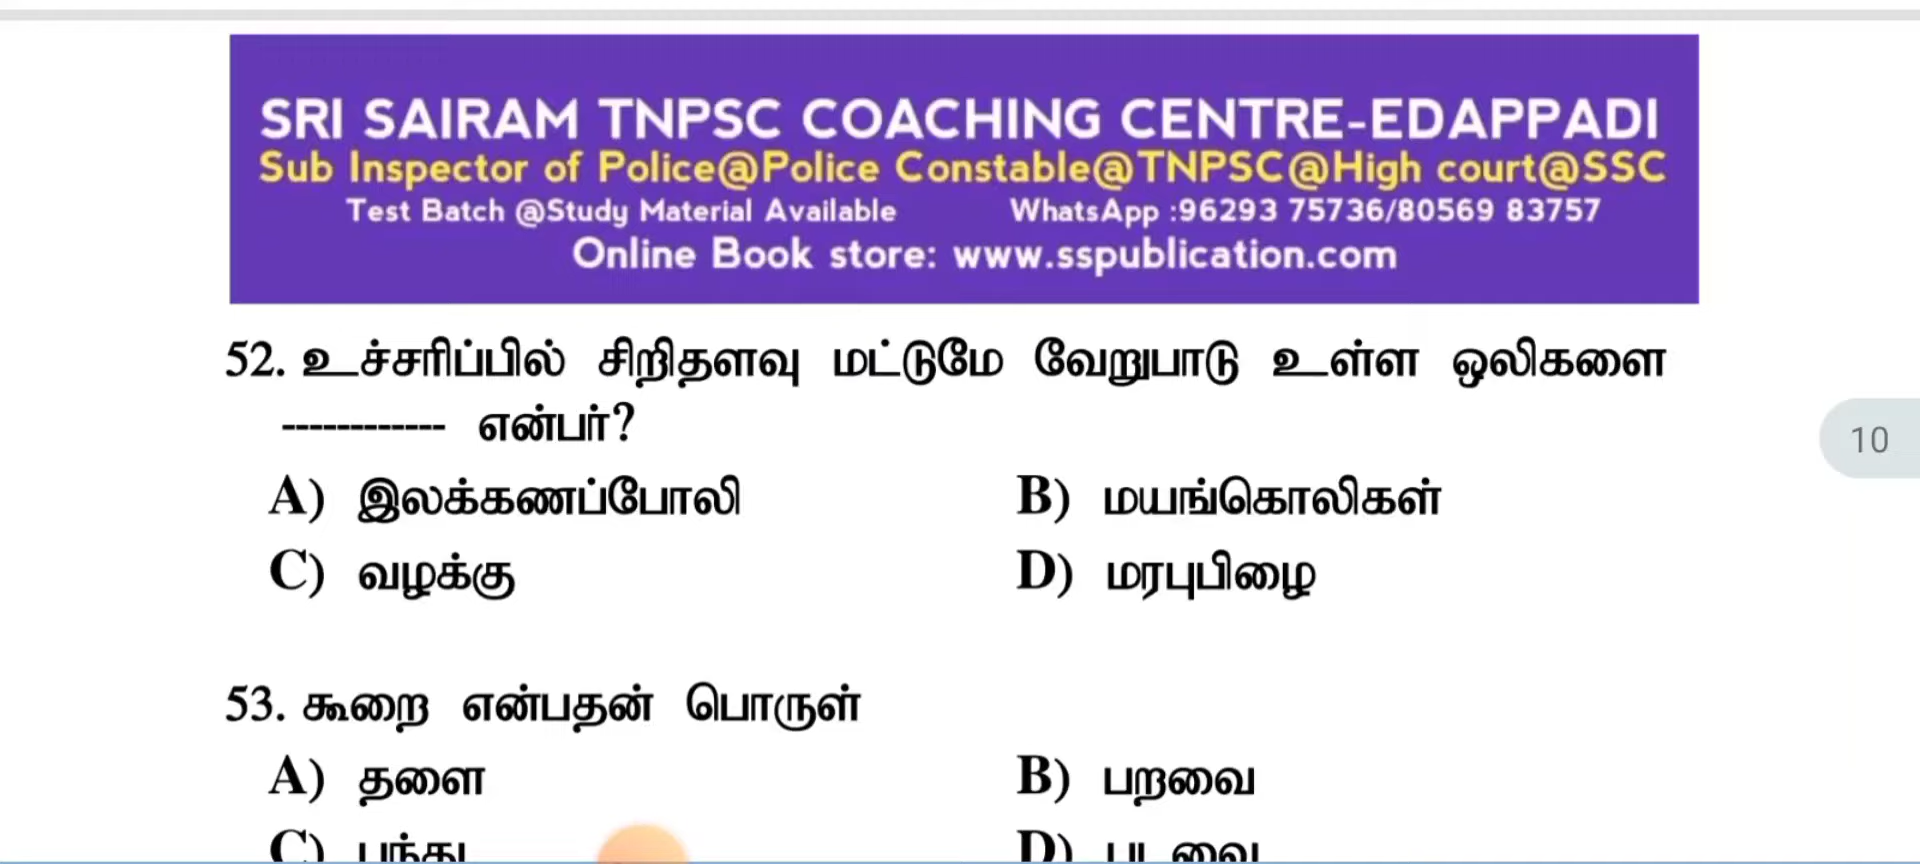 SRI SAIRAM TNPSC COACHING CENTRE-EDAPPADI
Sub Inspector of Police@Police Constable@TNPSC@High court@SSC
Test Batch @Study Material Available WhatsApp :96293 75736/80569 83757
Online Book store: www.sspublication.com
52. உச்சரிப்பில் சிறிதளவு மட்டுமே வேறுபாடு உள்ள ஒலிகளை
------------ என்பர்?
10
A) இலக்கணப்போலி B) மயங்கொலிகள்
C) வழக்கு D) மரபுபிழை
53. கூறை என்பதன் பொருள்
A) தளை B) பறவை
C) D)